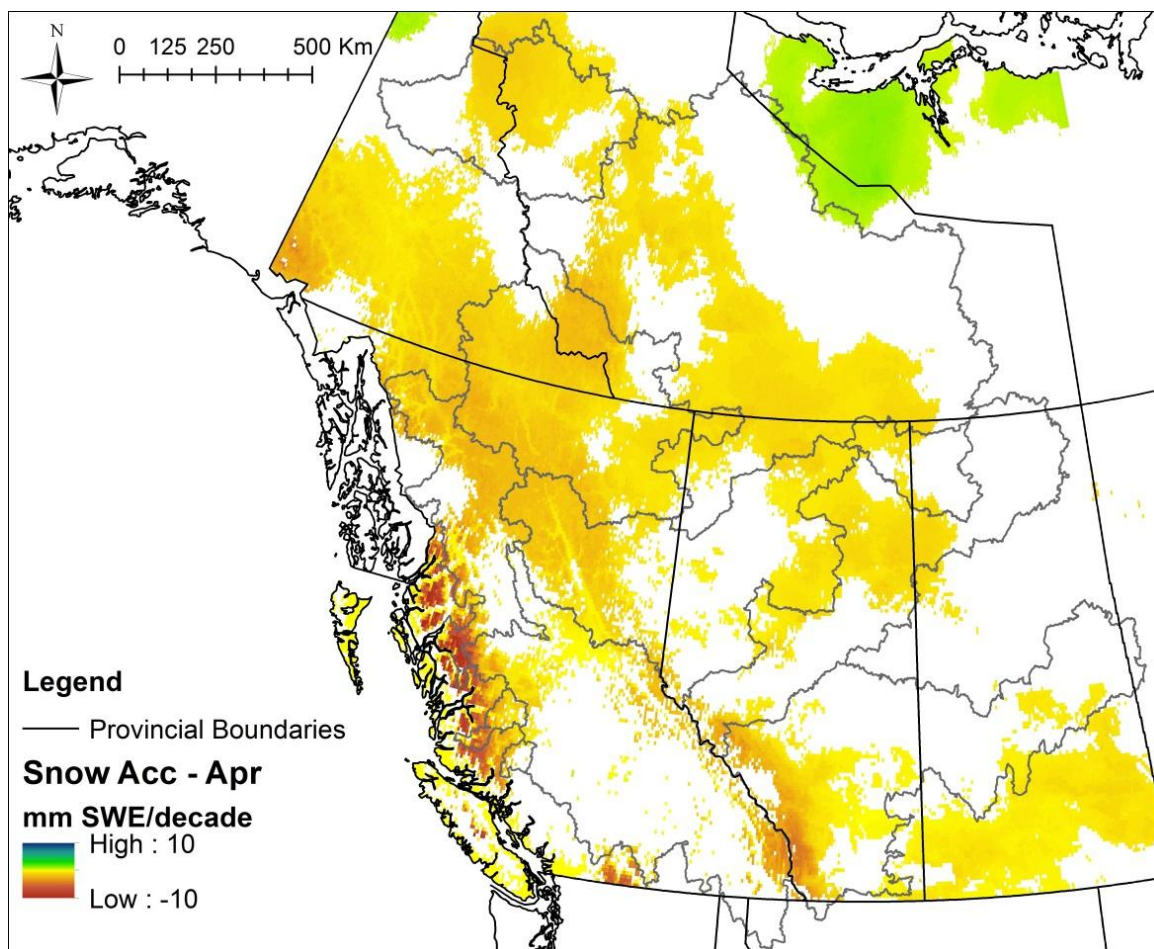 N
0 125 250 500 Km
Legend
Provincial Boundaries
Snow Acc - Apr
mm SWE/decade
High : 10
Low : -10